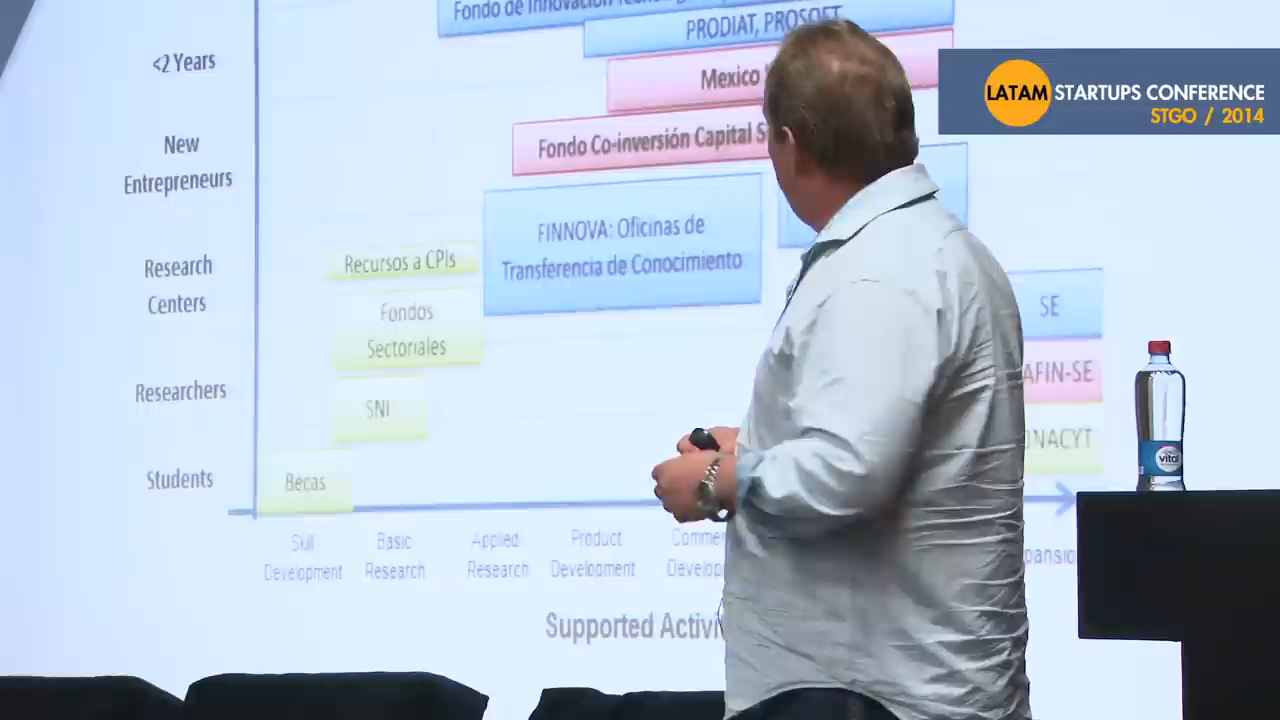 Fondo de Innovación
PRODIAT, PROSOFT
<2 Years
Mexico
LATAM STARTUPS CONFERENCE
STGO / 2014
New
Entrepreneurs
Fondo Co-inversión Capital S
FINNOVA: Oficinas de
Transferencia de Conocimiento
Research
Centers
Recursos a CPIs
Fondos
Sectoriales
SE
AFIN-SE
Researchers
SNI
ONACYT
vital
Students
Becas
Skill
Development
Basic
Research
Applied
Research
Product
Development
Comme
Develop
pansio
Supported Activi